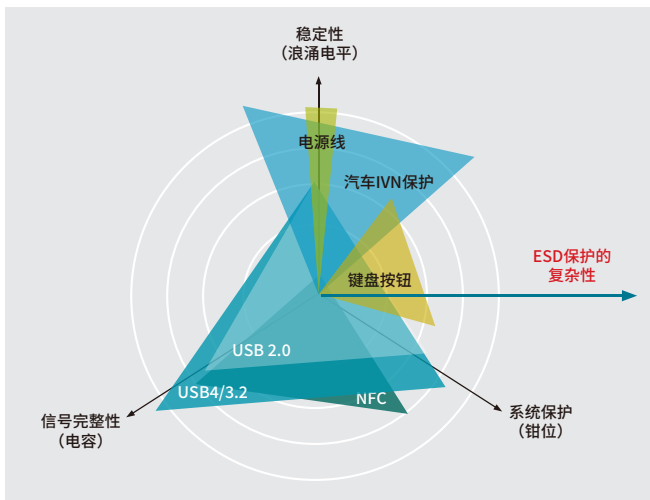 稳定性
（浪涌电平）
电源线
汽车IVN保护
ESD保护的
复杂性
键盘按钮
USB 2.0
USB4/3.2
NFC
信号完整性
（电容）
系统保护
（钳位）